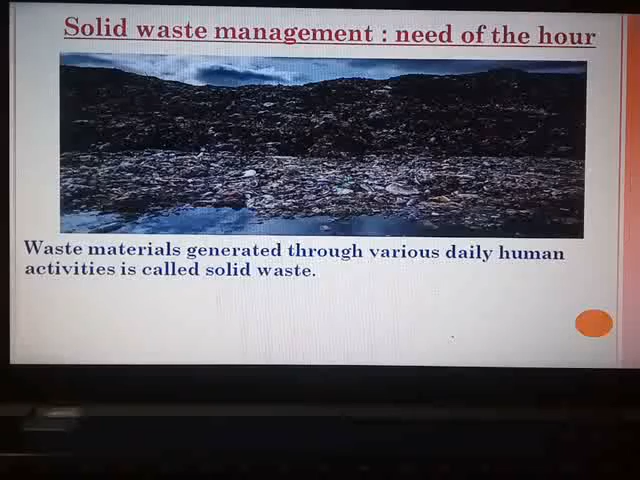 Solid waste management : need of the hour
Waste materials generated through various daily human
activities is called solid waste.